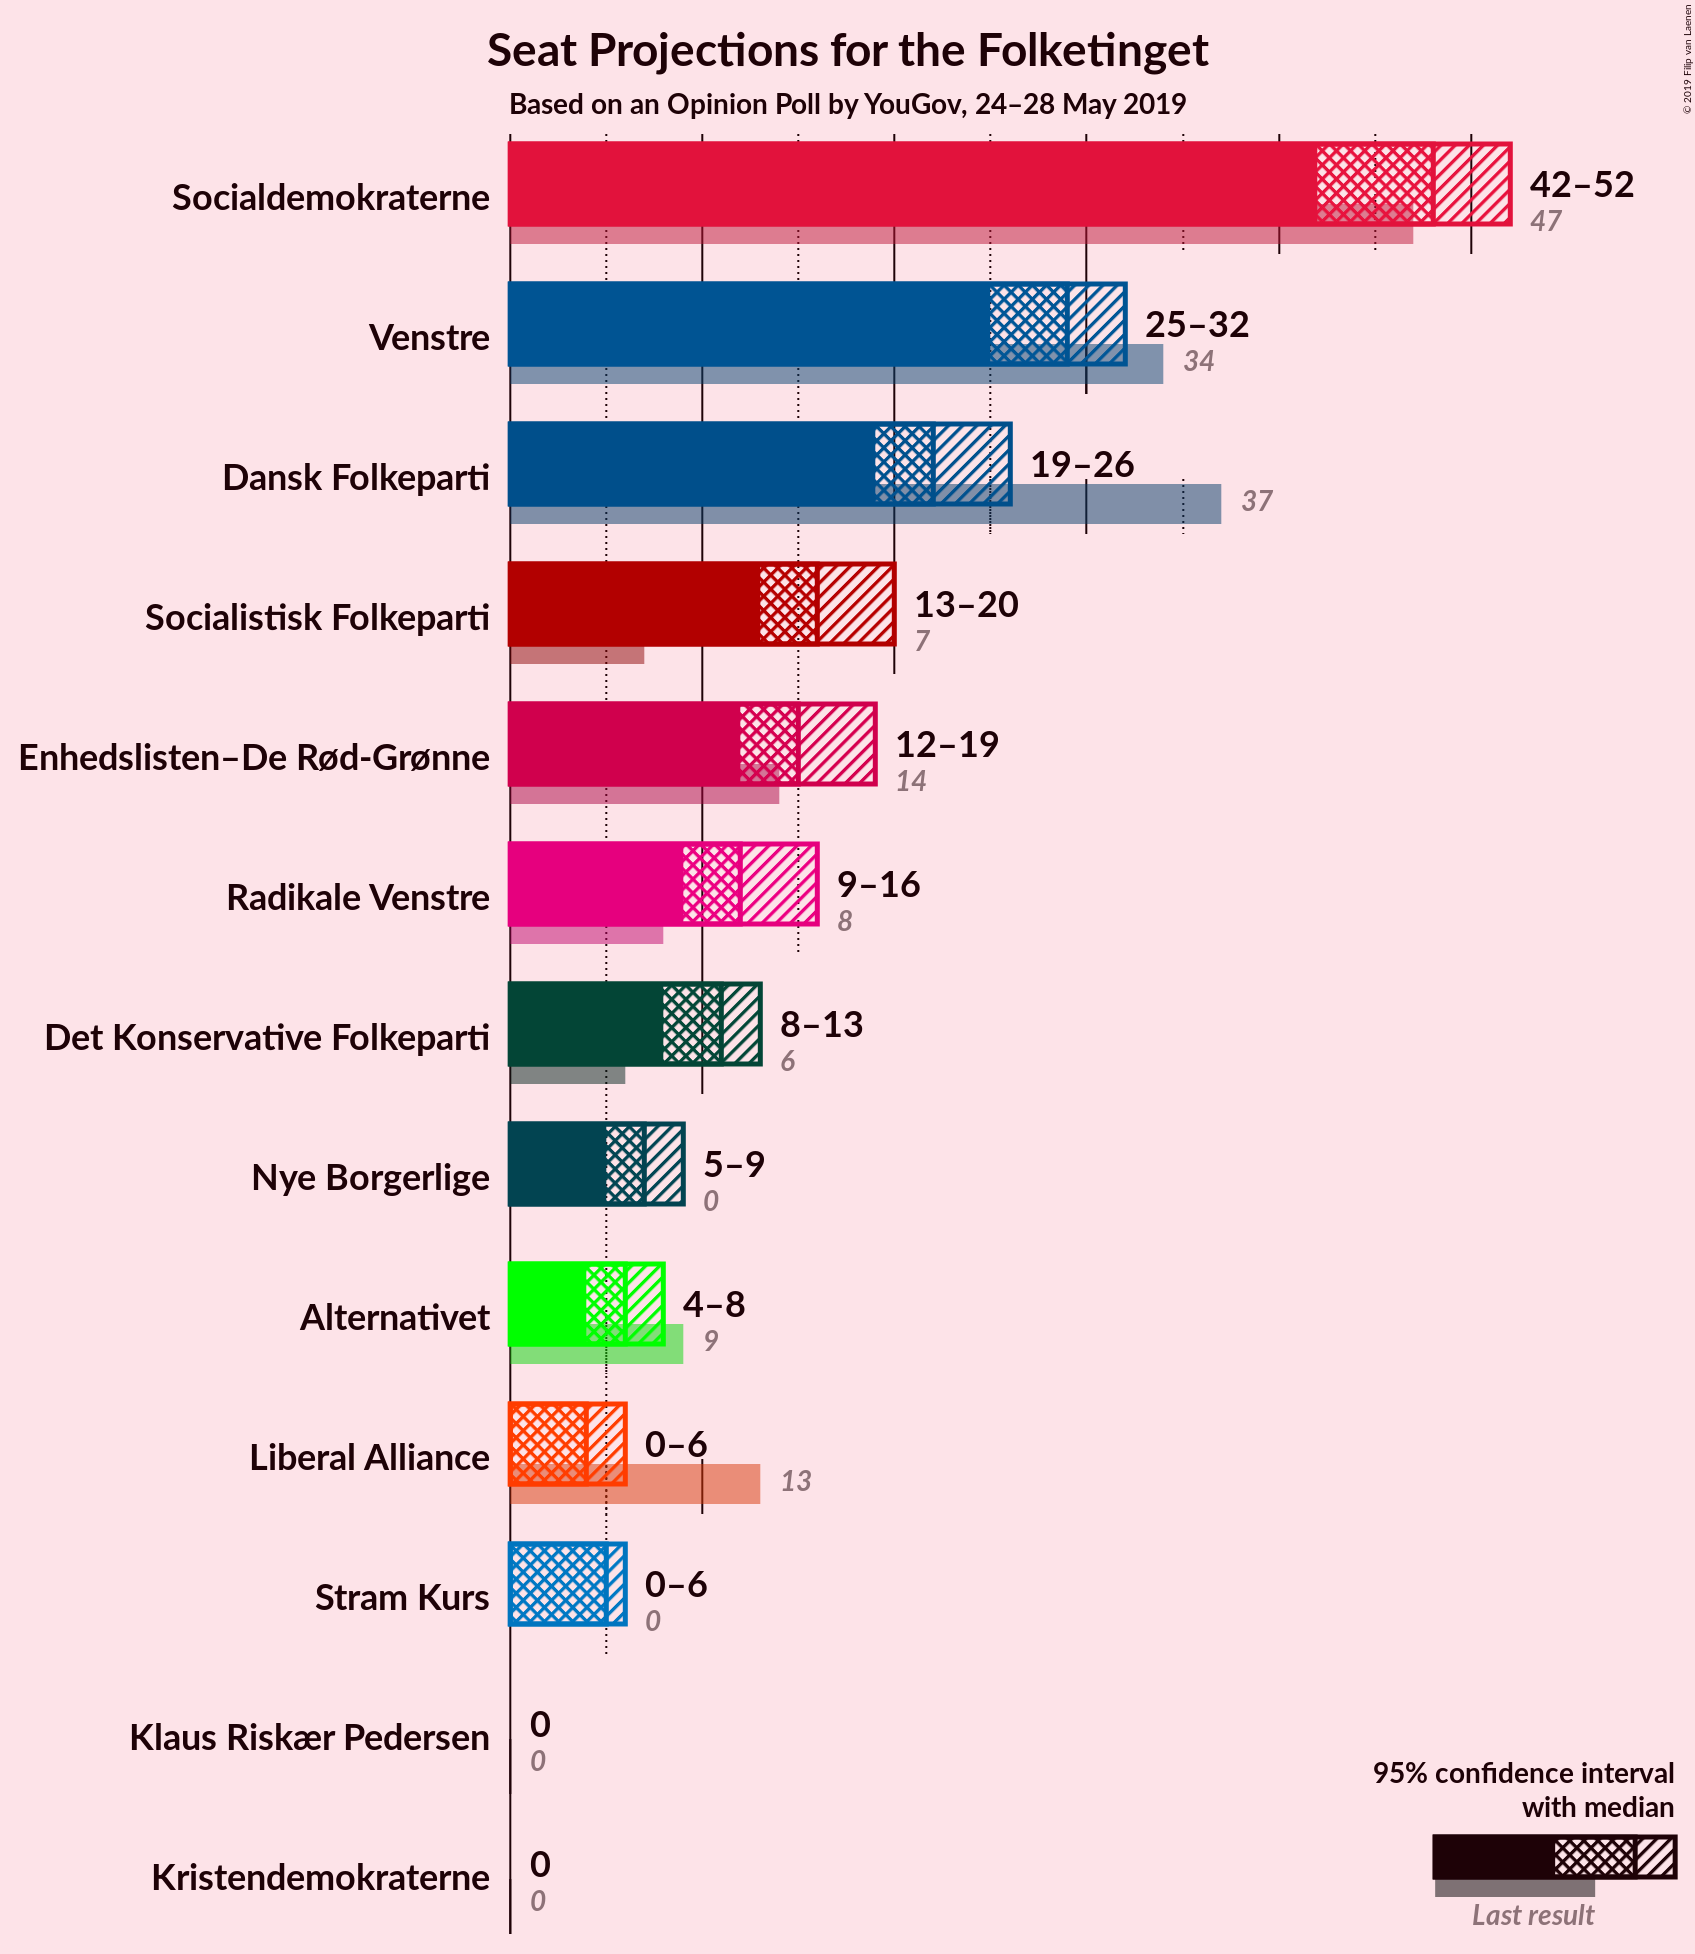 Seat Projections for the Folketinget
Based on an Opinion Poll by YouGov, 24–28 May 2019
© 2019 Filip van Laenen
Socialdemokraterne
42–52
47
Venstre
25–32
34
Dansk Folkeparti
19–26
37
Socialistisk Folkeparti
13–20
7
Enhedslisten–De Rød-Grønne
12–19
14
Radikale Venstre
9–16
8
Det Konservative Folkeparti
8–13
6
Nye Borgerlige
5–9
0
Alternativet
4–8
9
Liberal Alliance
0–6
13
Stram Kurs
0–6
0
Klaus Riskær Pedersen
0
0
Kristendemokraterne
0
0
95% confidence interval
with median
Last result